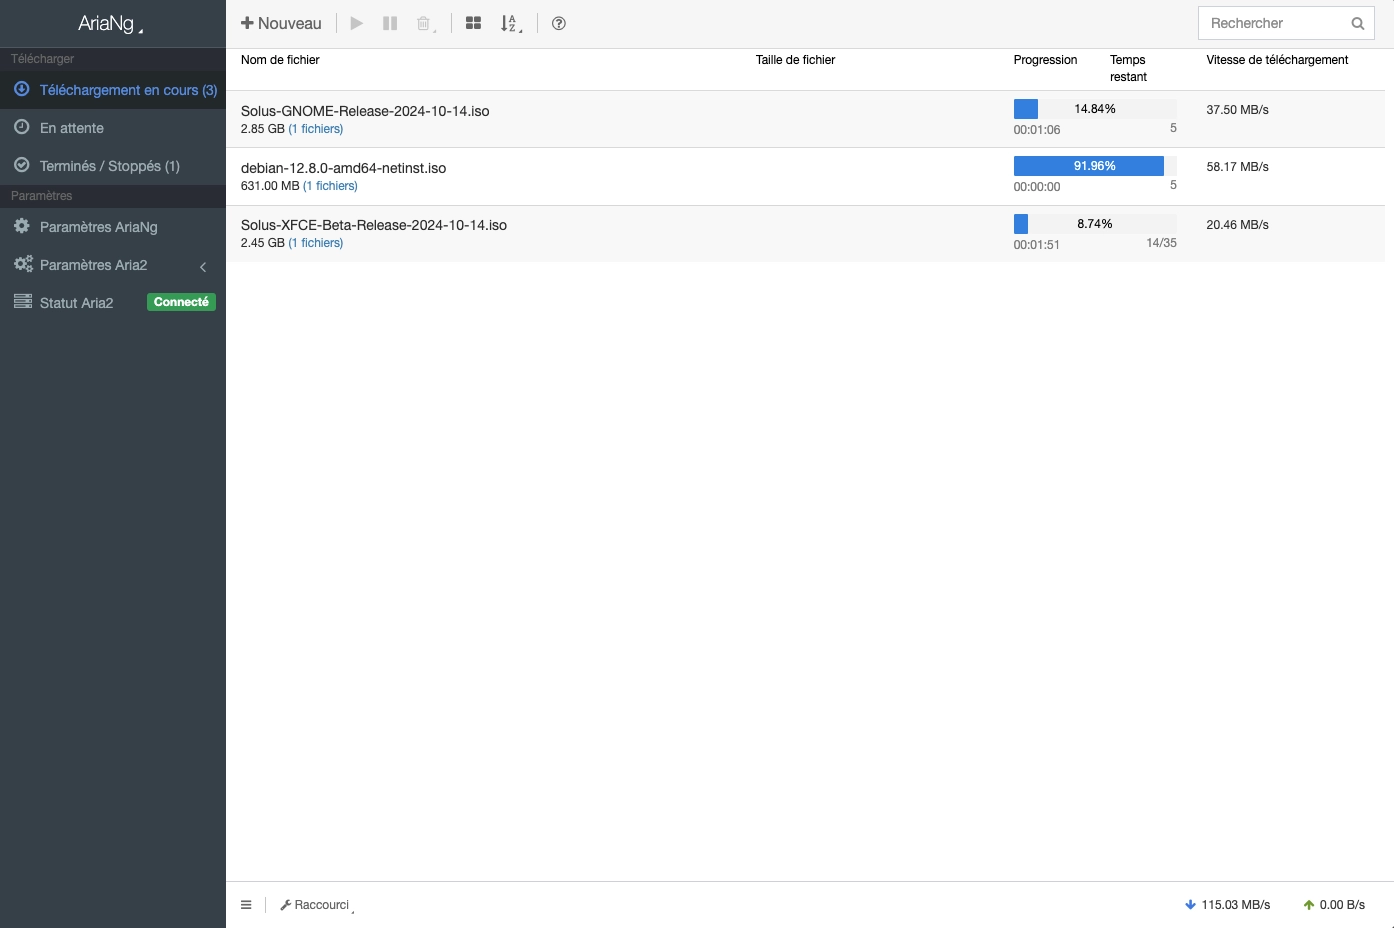 AriaNg
Nouveau
Rechercher
Télécharger
Téléchargement en cours (3)
En attente
Terminés / Stoppés (1)
Paramètres
Paramètres AriaNg
Paramètres Aria2
Statut Aria2 Connecté
Nom de fichier Taille de fichier Progression Temps restant Vitesse de téléchargement
Solus-GNOME-Release-2024-10-14.iso 14.84% 37.50 MB/s
2.85 GB (1 fichiers) 00:01:06 5
debian-12.8.0-amd64-netinst.iso 91.96% 58.17 MB/s
631.00 MB (1 fichiers) 00:00:00 5
Solus-XFCE-Beta-Release-2024-10-14.iso 8.74% 20.46 MB/s
2.45 GB (1 fichiers) 00:01:51 14/35
Raccourci 115.03 MB/s 0.00 B/s